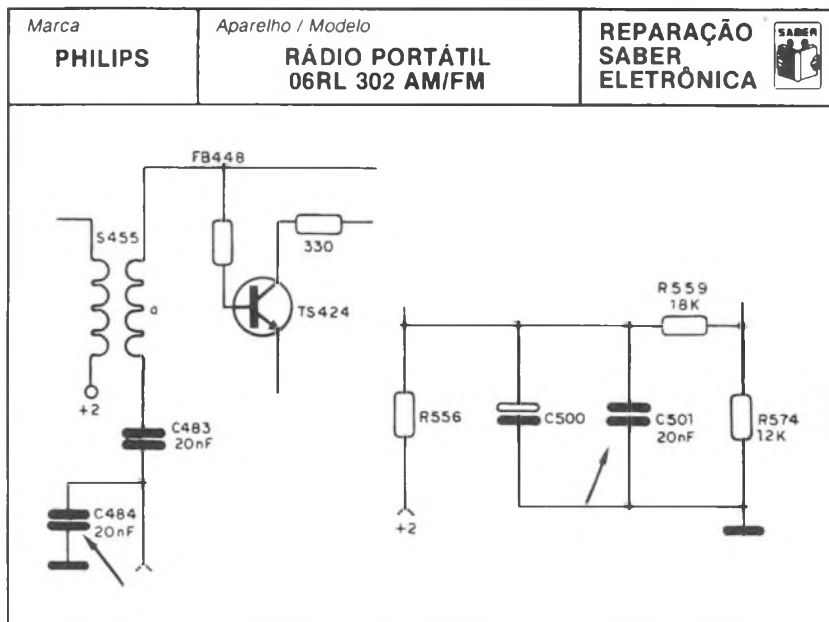 Marca
PHILIPS
Aparelho / Modelo
RÁDIO PORTÁTIL
06RL 302 AM/FM
REPARAÇÃO
SABER
ELETRÔNICA
SABER
FB448
S455
a
+2
330
TS424
C483
20nF
C484
20nF
R559
18K
R556
+2
C500
C501
20nF
R574
12K